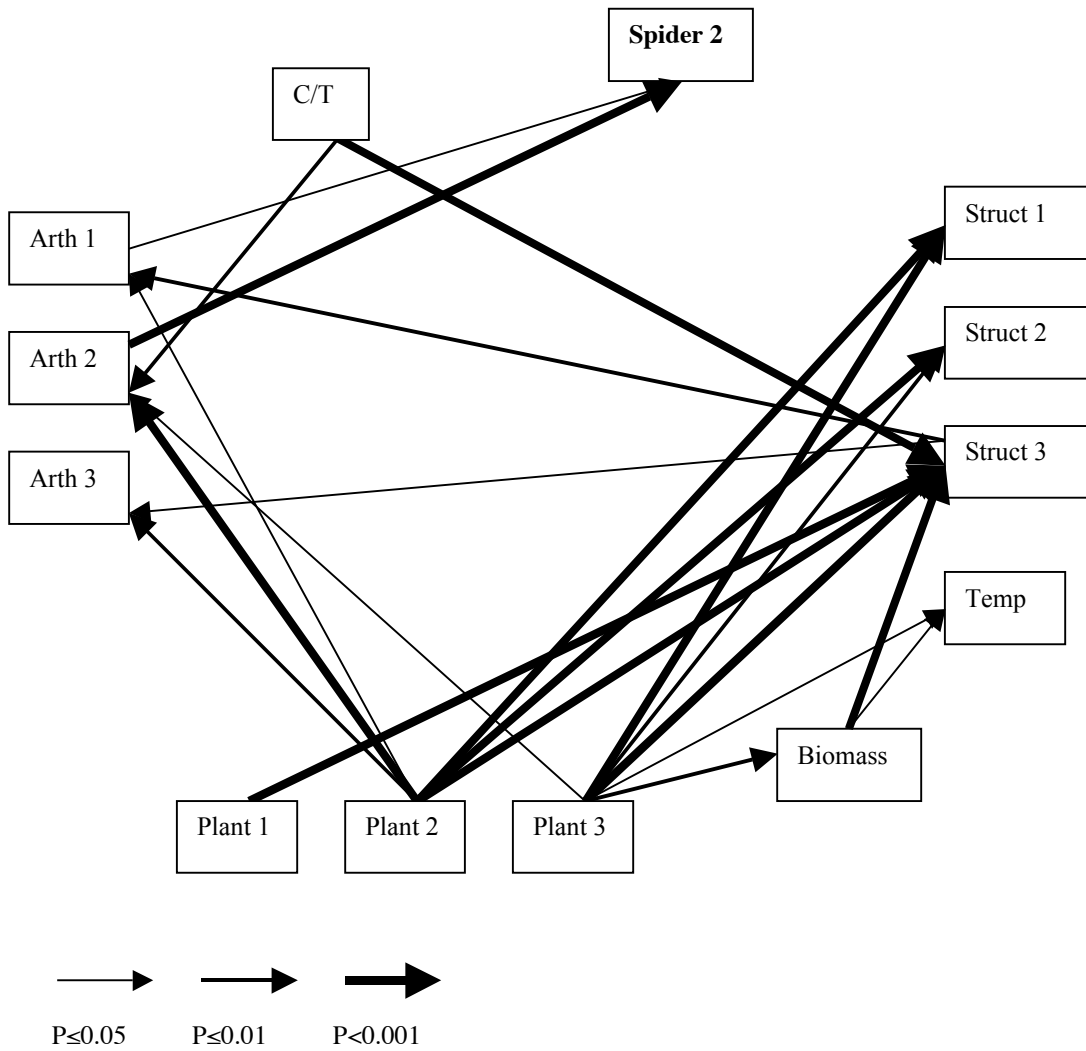 Spider 2
C/T
Struct 1
Arth 1
Struct 2
Arth 2
Struct 3
Arth 3
Temp
Biomass
Plant 1
Plant 2
Plant 3
P≤0.05
P≤0.01
P<0.001